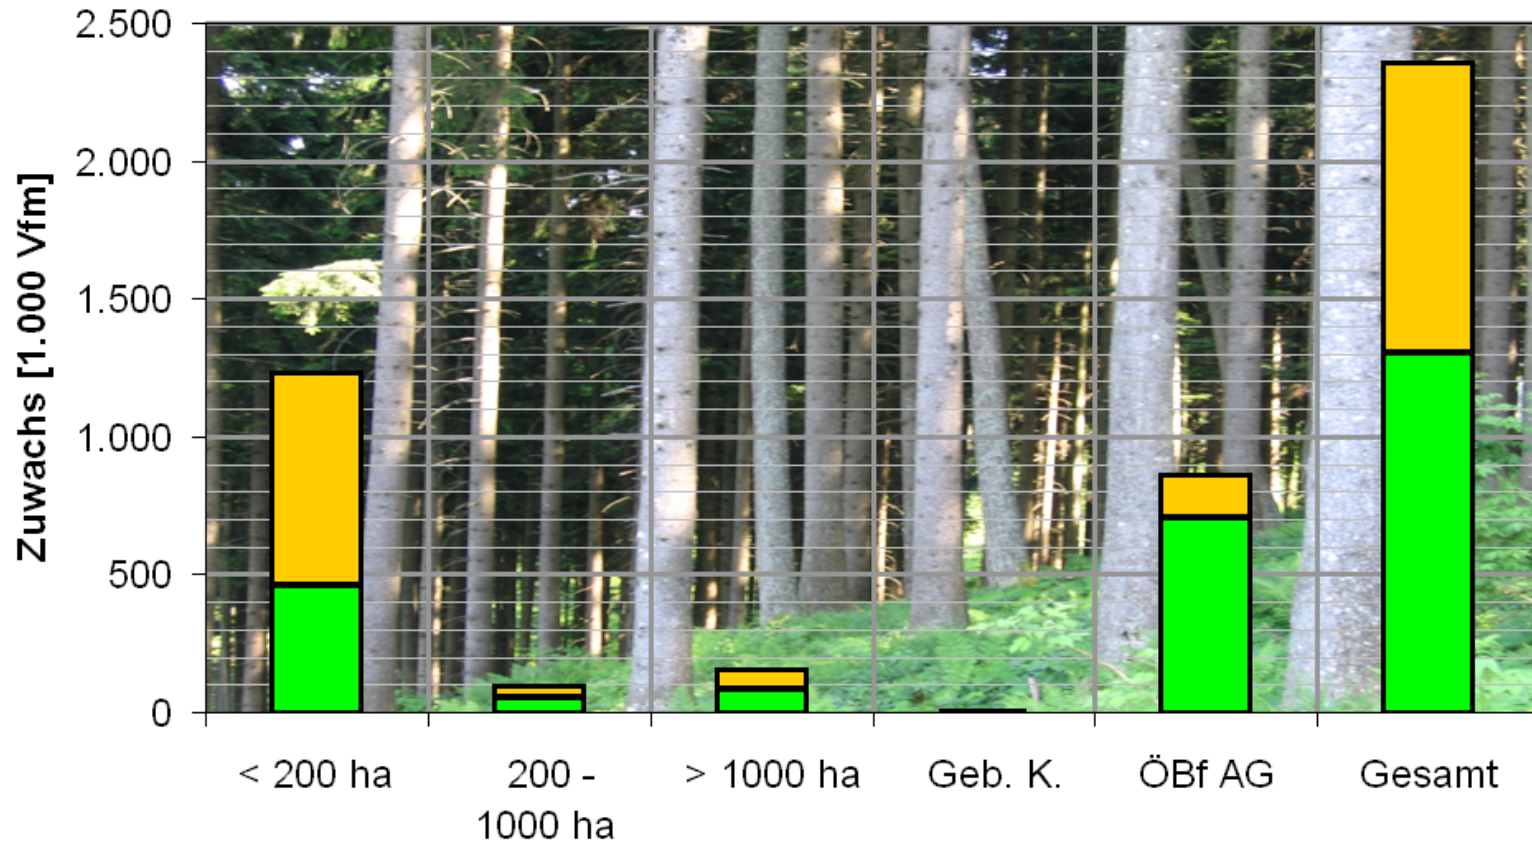 2.500
2.000
1.500
1.000
500
0
Zuwachs [1.000 Vfm]
< 200 ha
200 -
1000 ha
> 1000 ha
Geb. K.
ÖBf AG
Gesamt